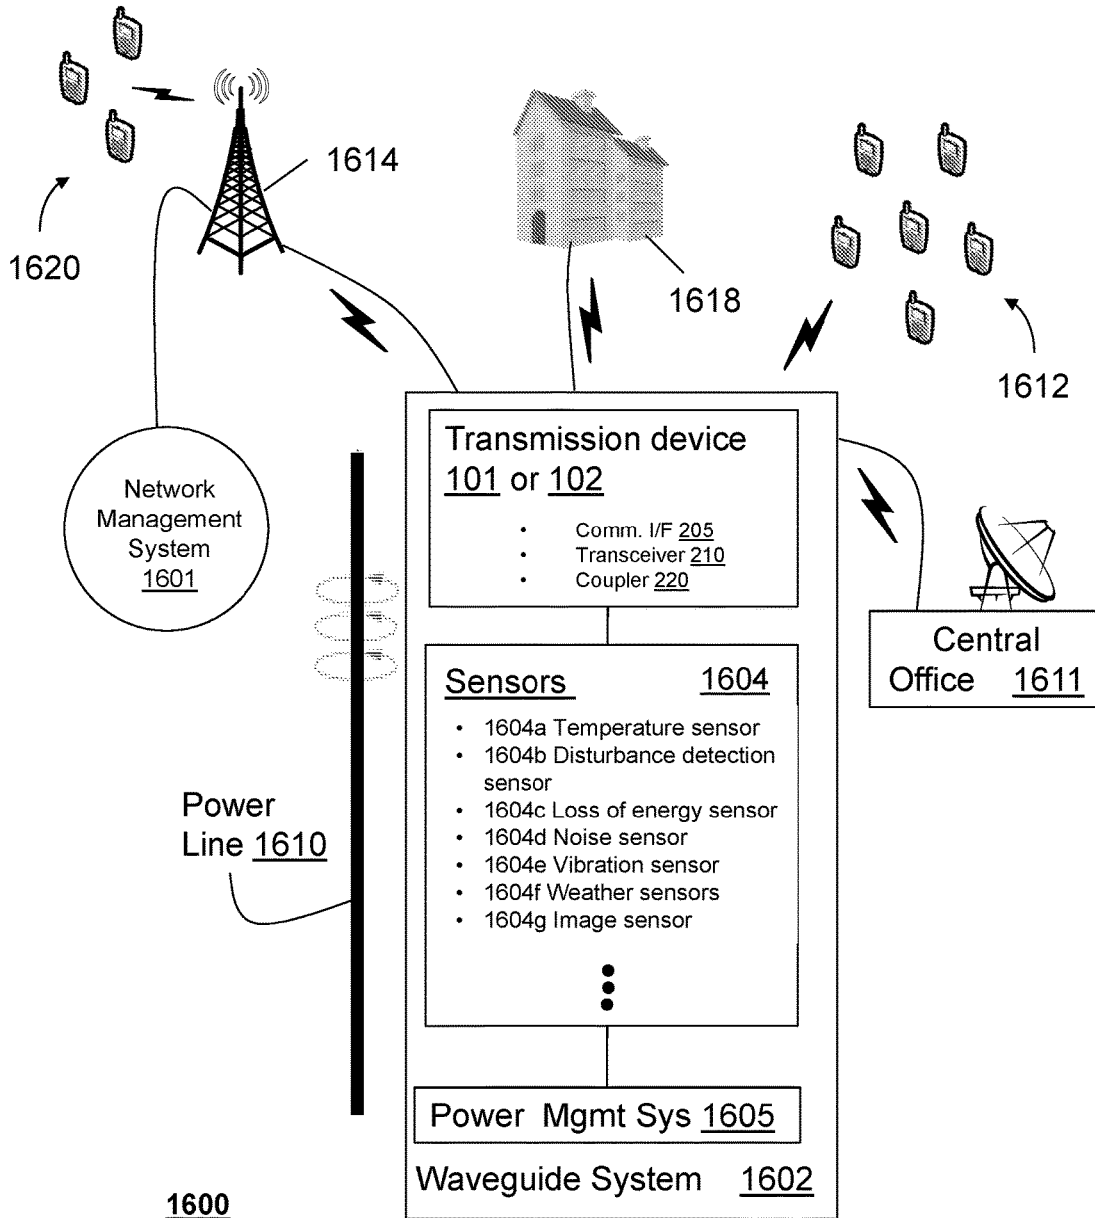 1614
1620
1618
1612
Network
Management
System
1601
Transmission device
101 or 102
• Comm. I/F 205
• Transceiver 210
• Coupler 220
Central
Office 1611
Sensors 1604
• 1604a Temperature sensor
• 1604b Disturbance detection
sensor
• 1604c Loss of energy sensor
• 1604d Noise sensor
• 1604e Vibration sensor
• 1604f Weather sensors
• 1604g Image sensor
Power
Line 1610
Power Mgmt Sys 1605
Waveguide System 1602
1600